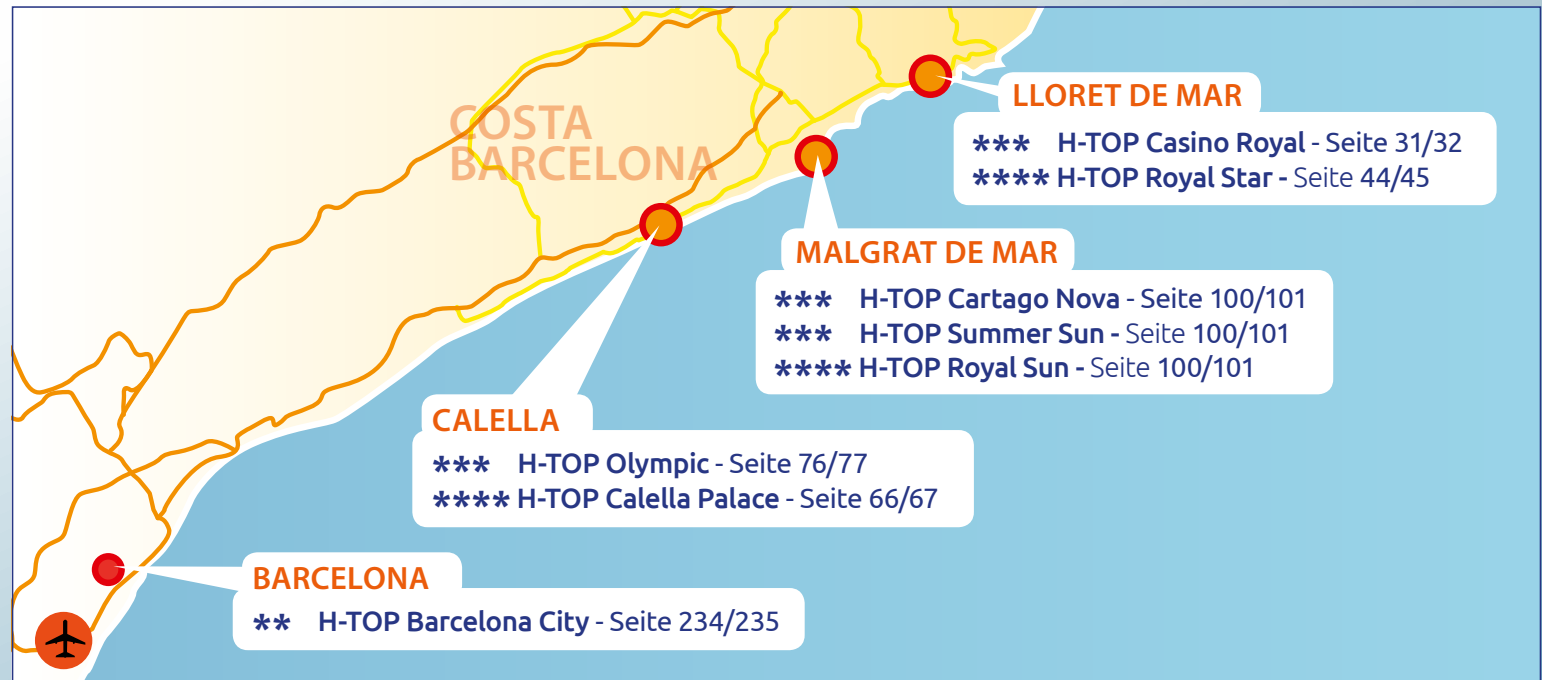 COSTA
BARCELONA
LLORET DE MAR
*** H-TOP Casino Royal - Seite 31/32
**** H-TOP Royal Star - Seite 44/45
MALGRAT DE MAR
*** H-TOP Cartago Nova - Seite 100/101
*** H-TOP Summer Sun - Seite 100/101
**** H-TOP Royal Sun - Seite 100/101
CALELLA
*** H-TOP Olympic - Seite 76/77
**** H-TOP Calella Palace - Seite 66/67
BARCELONA
** H-TOP Barcelona City - Seite 234/235